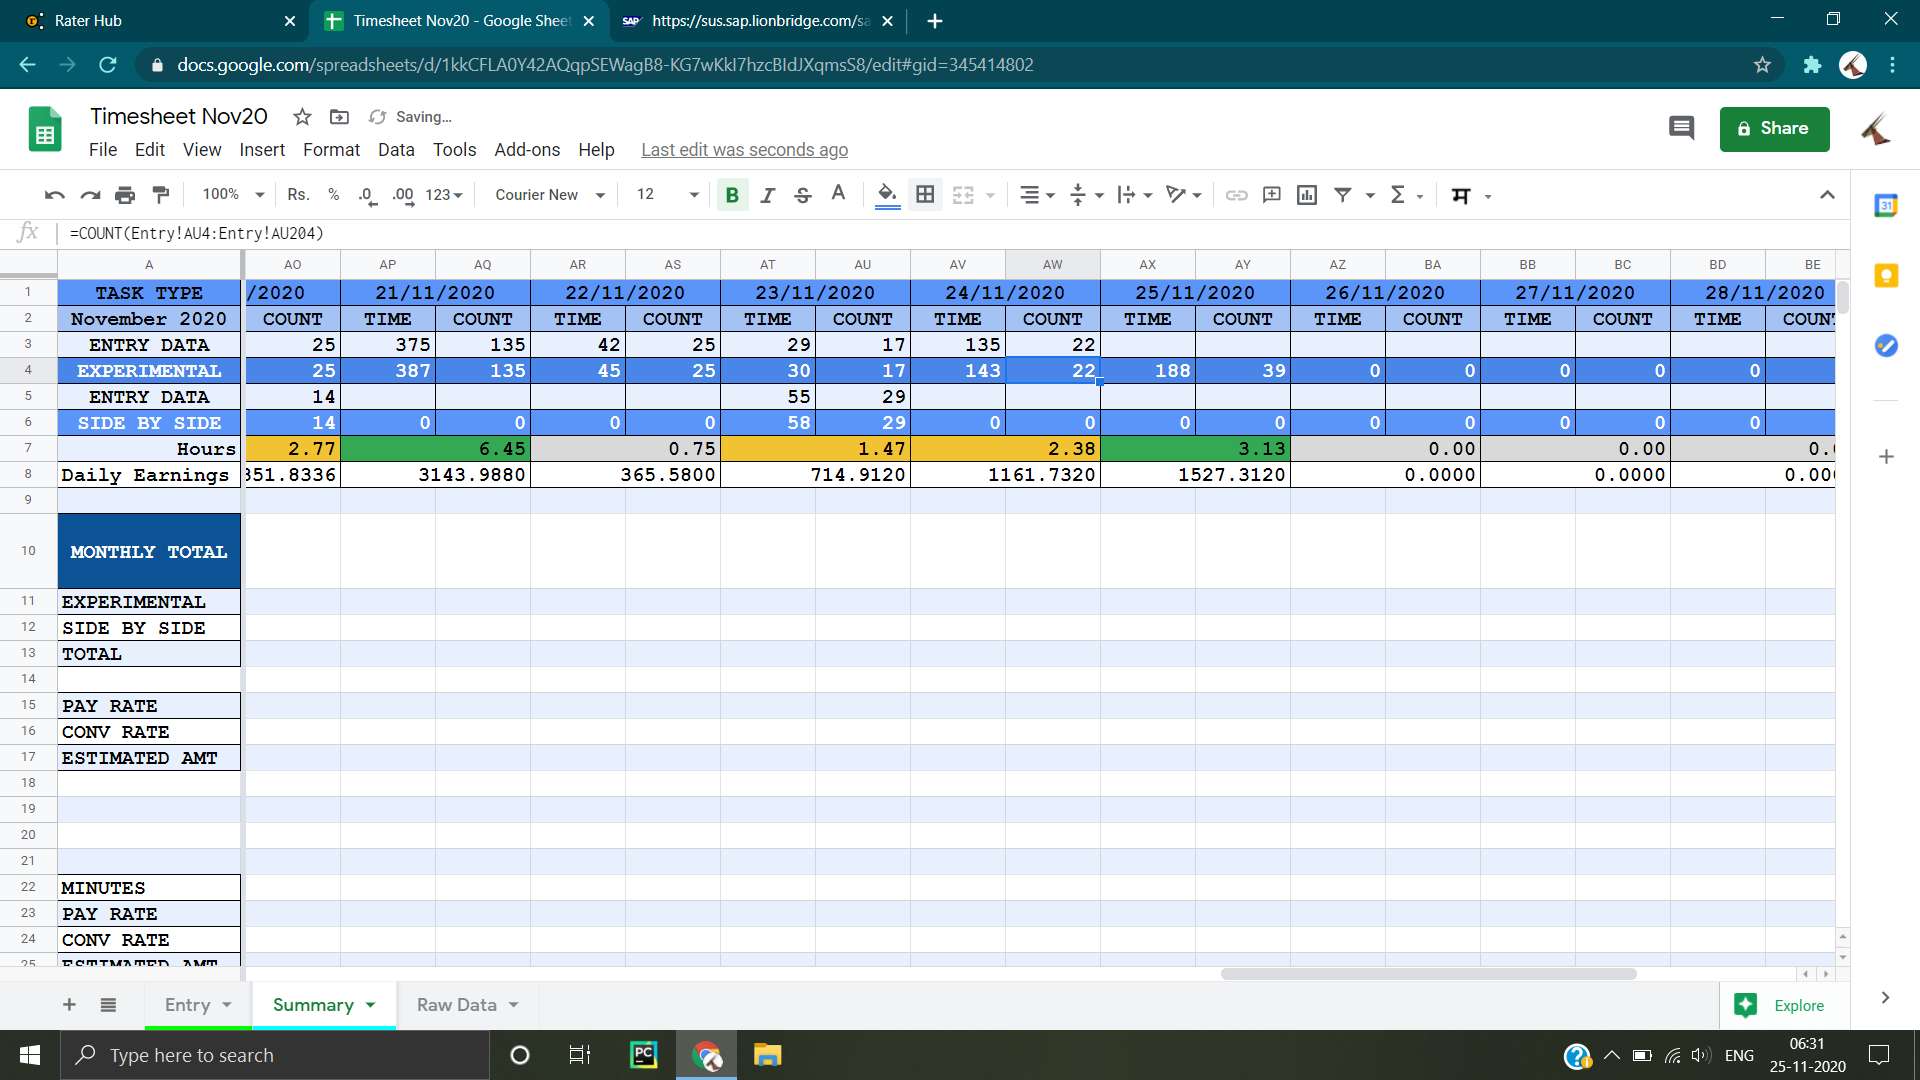 Rater Hub
Timesheet Nov20 - Google Sheet
SAP https://sus.sap.lionbridge.com/sa
docs.google.com/spreadsheets/d/1kkCFLA0Y42AQqpSEWagB8-KG7wKkI7hzcBIdJXqmsS8/edit#gid=345414802
Timesheet Nov20 Saving...
File Edit View Insert Format Data Tools Add-ons Help Last edit was seconds ago
Share
100% Rs. % .0 .00 123 Courier New 12 B I S A Σ म
31
fx =COUNT(Entry!AU4:Entry!AU204)
A AO AP AQ AR AS AT AU AV AW AX AY AZ BA BB BC BD BE
1 TASK TYPE /2020 21/11/2020 22/11/2020 23/11/2020 24/11/2020 25/11/2020 26/11/2020 27/11/2020 28/11/2020
2 November 2020 COUNT TIME COUNT TIME COUNT TIME COUNT TIME COUNT TIME COUNT TIME COUNT TIME COUNT TIME COUNT
3 ENTRY DATA 25 375 135 42 25 29 17 135 22
4 EXPERIMENTAL 25 387 135 45 25 30 17 143 22 188 39 0 0 0 0 0
5 ENTRY DATA 14 55 29
6 SIDE BY SIDE 14 0 0 0 0 58 29 0 0 0 0 0 0 0 0 0
7 Hours 2.77 6.45 0.75 1.47 2.38 3.13 0.00 0.00 0.0
8 Daily Earnings 351.8336 3143.9880 365.5800 714.9120 1161.7320 1527.3120 0.0000 0.0000 0.00
9
10 MONTHLY TOTAL
11 EXPERIMENTAL
12 SIDE BY SIDE
13 TOTAL
14
15 PAY RATE
16 CONV RATE
17 ESTIMATED AMT
18
19
20
21
22 MINUTES
23 PAY RATE
24 CONV RATE
25 ESTIMATED AMT
Entry Summary Raw Data Explore
Type here to search
PC
ENG
06:31
25-11-2020